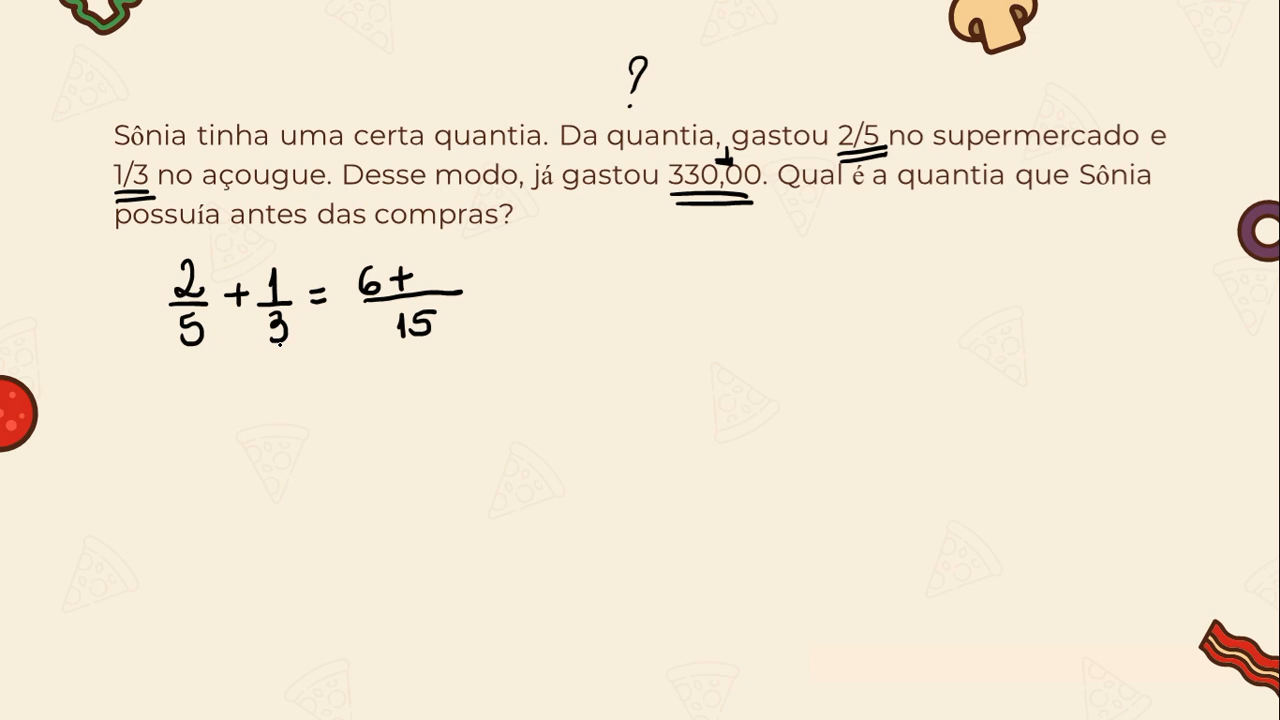 ?
Sônia tinha uma certa quantia. Da quantia, gastou 2/5 no supermercado e
1/3 no açougue. Desse modo, já gastou 330,00. Qual é a quantia que Sônia
possuía antes das compras?
2/5 + 1/3 = 6+/15